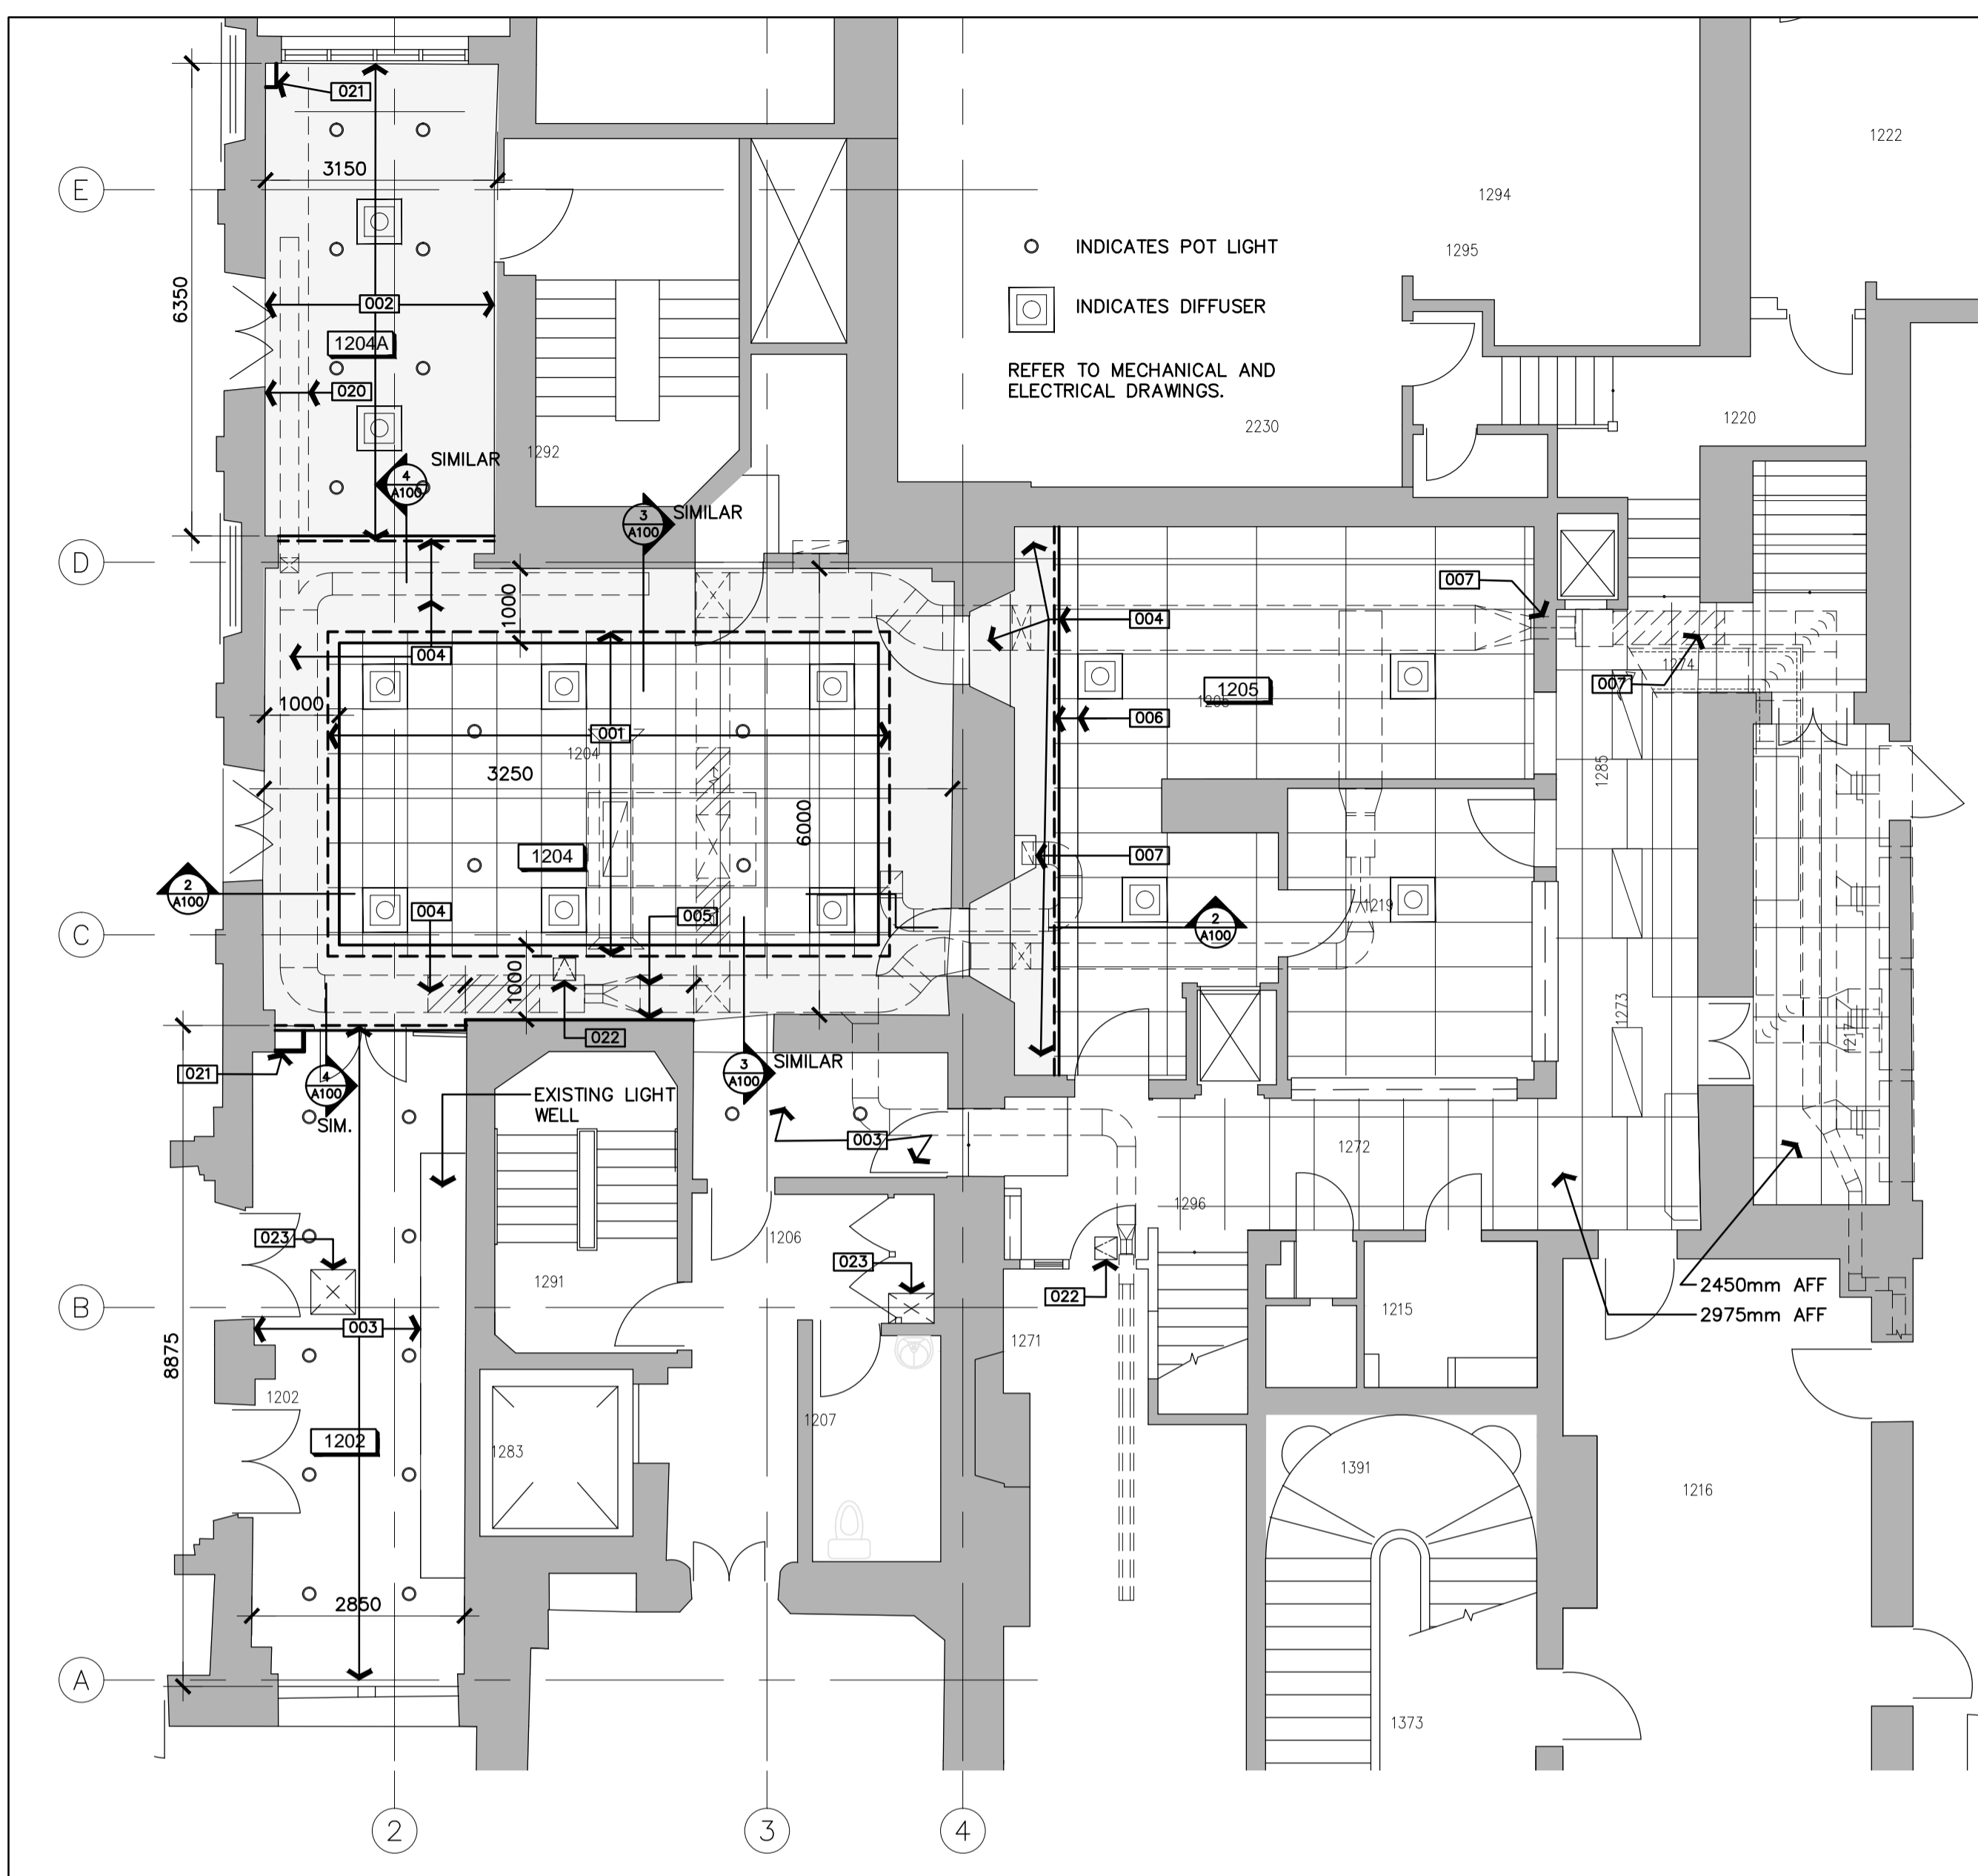 021
1222
3150
E
1294
INDICATES POT LIGHT
1295
6350
002
INDICATES DIFFUSER
1204A
REFER TO MECHANICAL AND
ELECTRICAL DRAWINGS.
020
1220
2230
1292
SIMILAR
4
A100
3
A100
SIMILAR
D
007
1000
004
004
1274
007
1205
1205
1000
006
001
1204
3250
1285
6000
1204
007
2
A100
004
005
1219
2
A100
C
1000
1273
022
1217
021
4
A100
SIM.
3
A100
SIMILAR
EXISTING LIGHT
WELL
003
1272
1296
023
1206
023
1291
022
2450mm AFF
2975mm AFF
B
003
1215
1271
8875
1202
1207
1202
1283
1391
1216
2850
A
1373
2
3
4